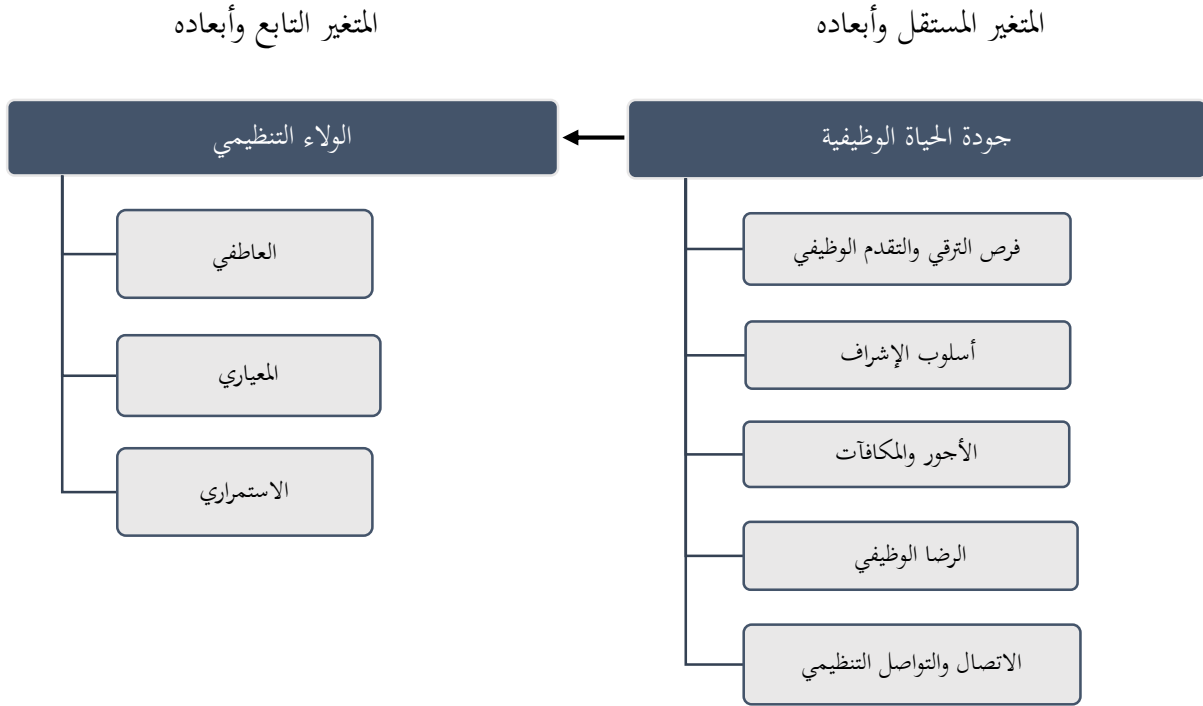 المتغير المستقل وأبعاده
المتغير التابع وأبعاده
جودة الحياة الوظيفية
الولاء التنظيمي
فرص الترقي والتقدم الوظيفي
أسلوب الإشراف
الأجور والمكافآت
الرضا الوظيفي
الاتصال والتواصل التنظيمي
العاطفي
المعياري
الاستمراري